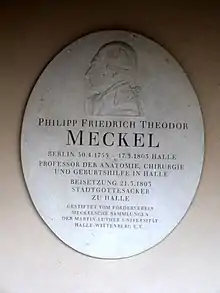 PHILIPP FRIEDRICH THEODOR
MECKEL
BERLIN 30.4.1755 – 17.3.1803 HALLE
PROFESSOR DER ANATOMIE, CHIRURGIE
UND GEBURTSHILFE IN HALLE
BEISETZUNG 21.3.1803
STADTGOTTESACKER
ZU HALLE
GESTIFTET VOM FÖRDERVEREIN
MECKELSCHE SAMMLUNGEN
DER MARTIN-LUTHER-UNIVERSITÄT
HALLE-WITTENBERG E.V.